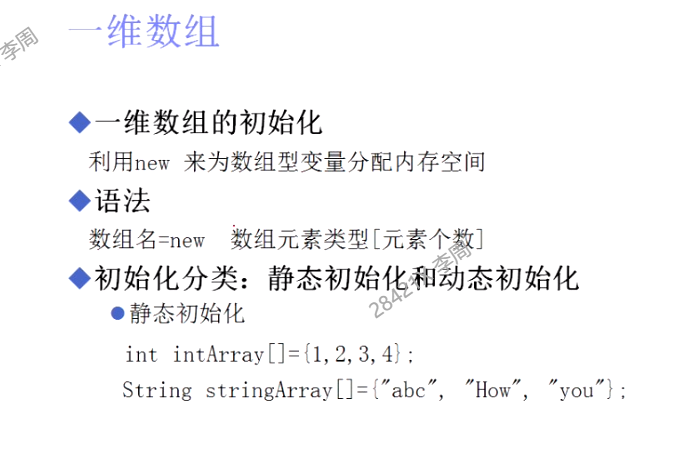 一维数组
李周
◆一维数组的初始化
利用new 来为数组型变量分配内存空间
◆语法
数组名=new 数组元素类型[元素个数]
◆初始化分类：静态初始化和动态初始化
●静态初始化
int intArray[]={1,2,3,4};
String stringArray[]={"abc", "How", "you"};
李周